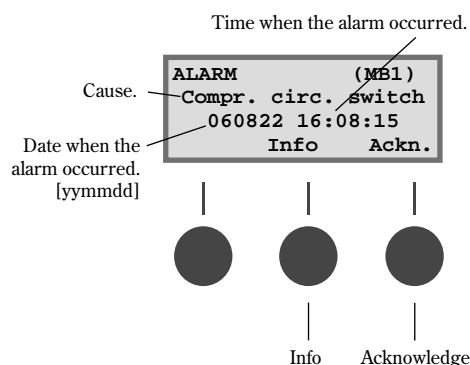 Time when the alarm occurred.
ALARM (MB1)
Cause.
Compr. circ. switch
060822 16:08:15
Date when the
alarm occurred.
[yymmdd]
Info Ackn.
Info Acknowledge